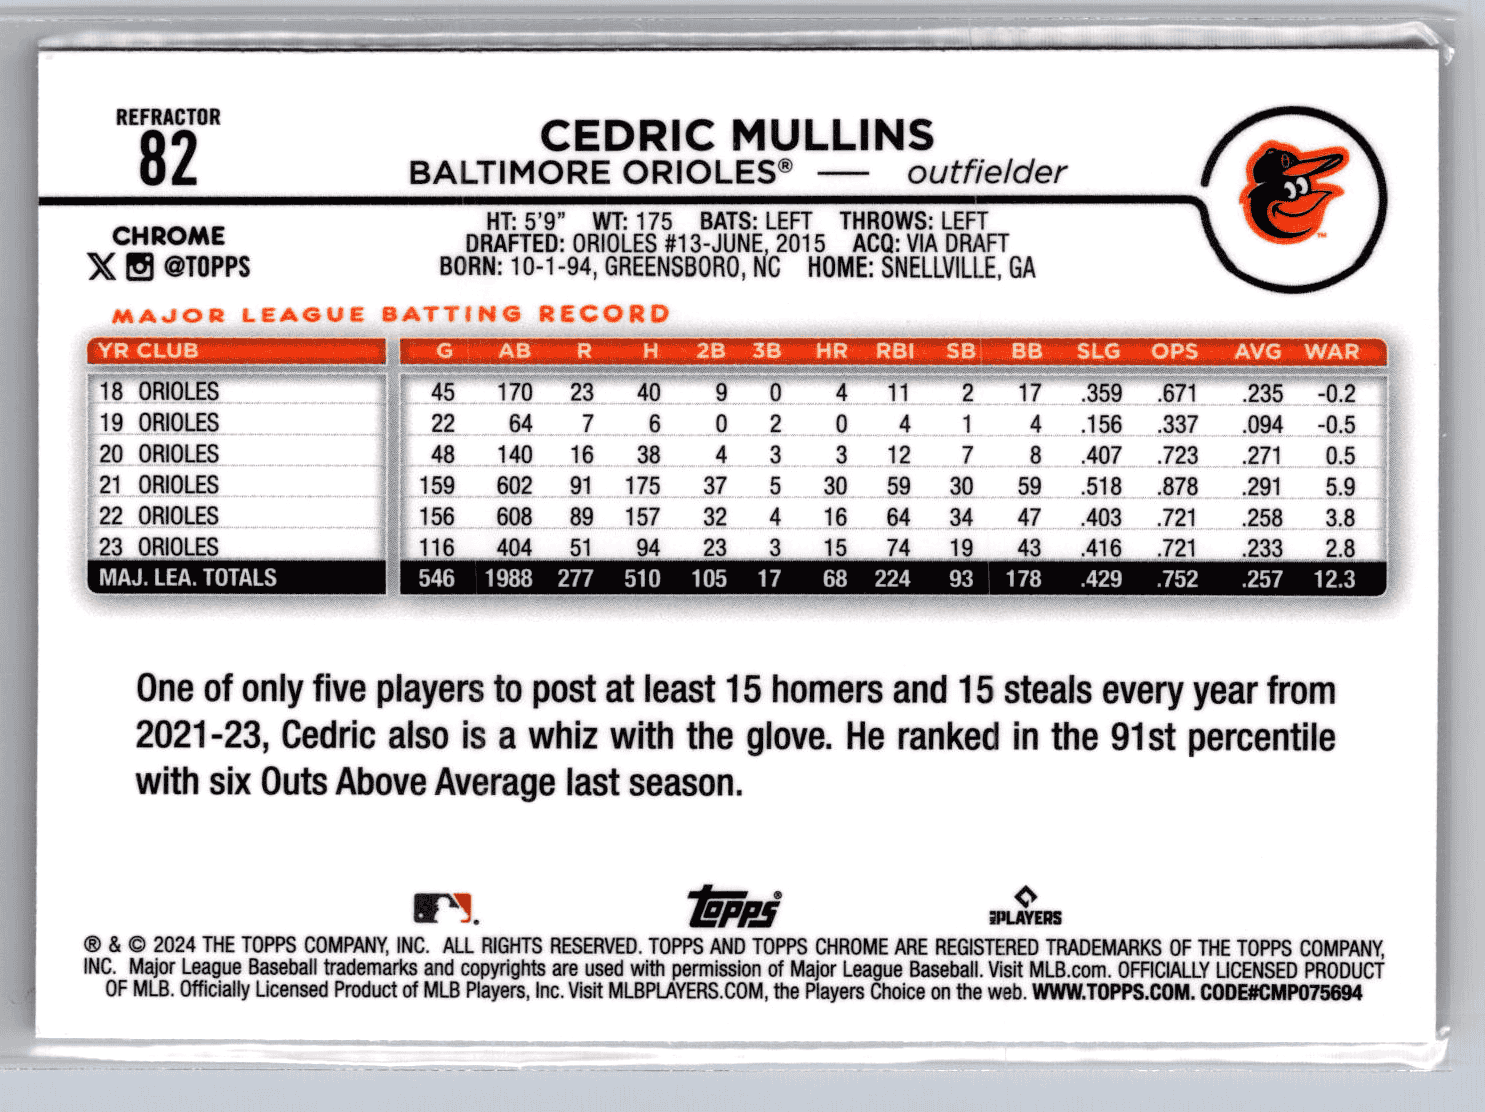 REFRACTOR
82
CEDRIC MULLINS
BALTIMORE ORIOLES® — outfielder
CHROME
@TOPPS
HT: 5'9" WT: 175 BATS: LEFT THROWS: LEFT
DRAFTED: ORIOLES #13-JUNE, 2015 ACQ: VIA DRAFT
BORN: 10-1-94, GREENSBORO, NC HOME: SNELLVILLE, GA
TM
MAJOR LEAGUE BATTING RECORD
YR CLUB G AB R H 2B 3B HR RBI SB BB SLG OPS AVG WAR
18 ORIOLES 45 170 23 40 9 0 4 11 2 17 .359 .671 .235 -0.2
19 ORIOLES 22 64 7 6 0 2 0 4 1 4 .156 .337 .094 -0.5
20 ORIOLES 48 140 16 38 4 3 3 12 7 8 .407 .723 .271 0.5
21 ORIOLES 159 602 91 175 37 5 30 59 30 59 .518 .878 .291 5.9
22 ORIOLES 156 608 89 157 32 4 16 64 34 47 .403 .721 .258 3.8
23 ORIOLES 116 404 51 94 23 3 15 74 19 43 .416 .721 .233 2.8
MAJ. LEA. TOTALS 546 1988 277 510 105 17 68 224 93 178 .429 .752 .257 12.3
One of only five players to post at least 15 homers and 15 steals every year from
2021-23, Cedric also is a whiz with the glove. He ranked in the 91st percentile
with six Outs Above Average last season.
Topps®
MLB PLAYERS
® & © 2024 THE TOPPS COMPANY, INC. ALL RIGHTS RESERVED. TOPPS AND TOPPS CHROME ARE REGISTERED TRADEMARKS OF THE TOPPS COMPANY,
INC. Major League Baseball trademarks and copyrights are used with permission of Major League Baseball. Visit MLB.com. OFFICIALLY LICENSED PRODUCT
OF MLB. Officially Licensed Product of MLB Players, Inc. Visit MLBPLAYERS.COM, the Players Choice on the web. WWW.TOPPS.COM. CODE#CMP075694